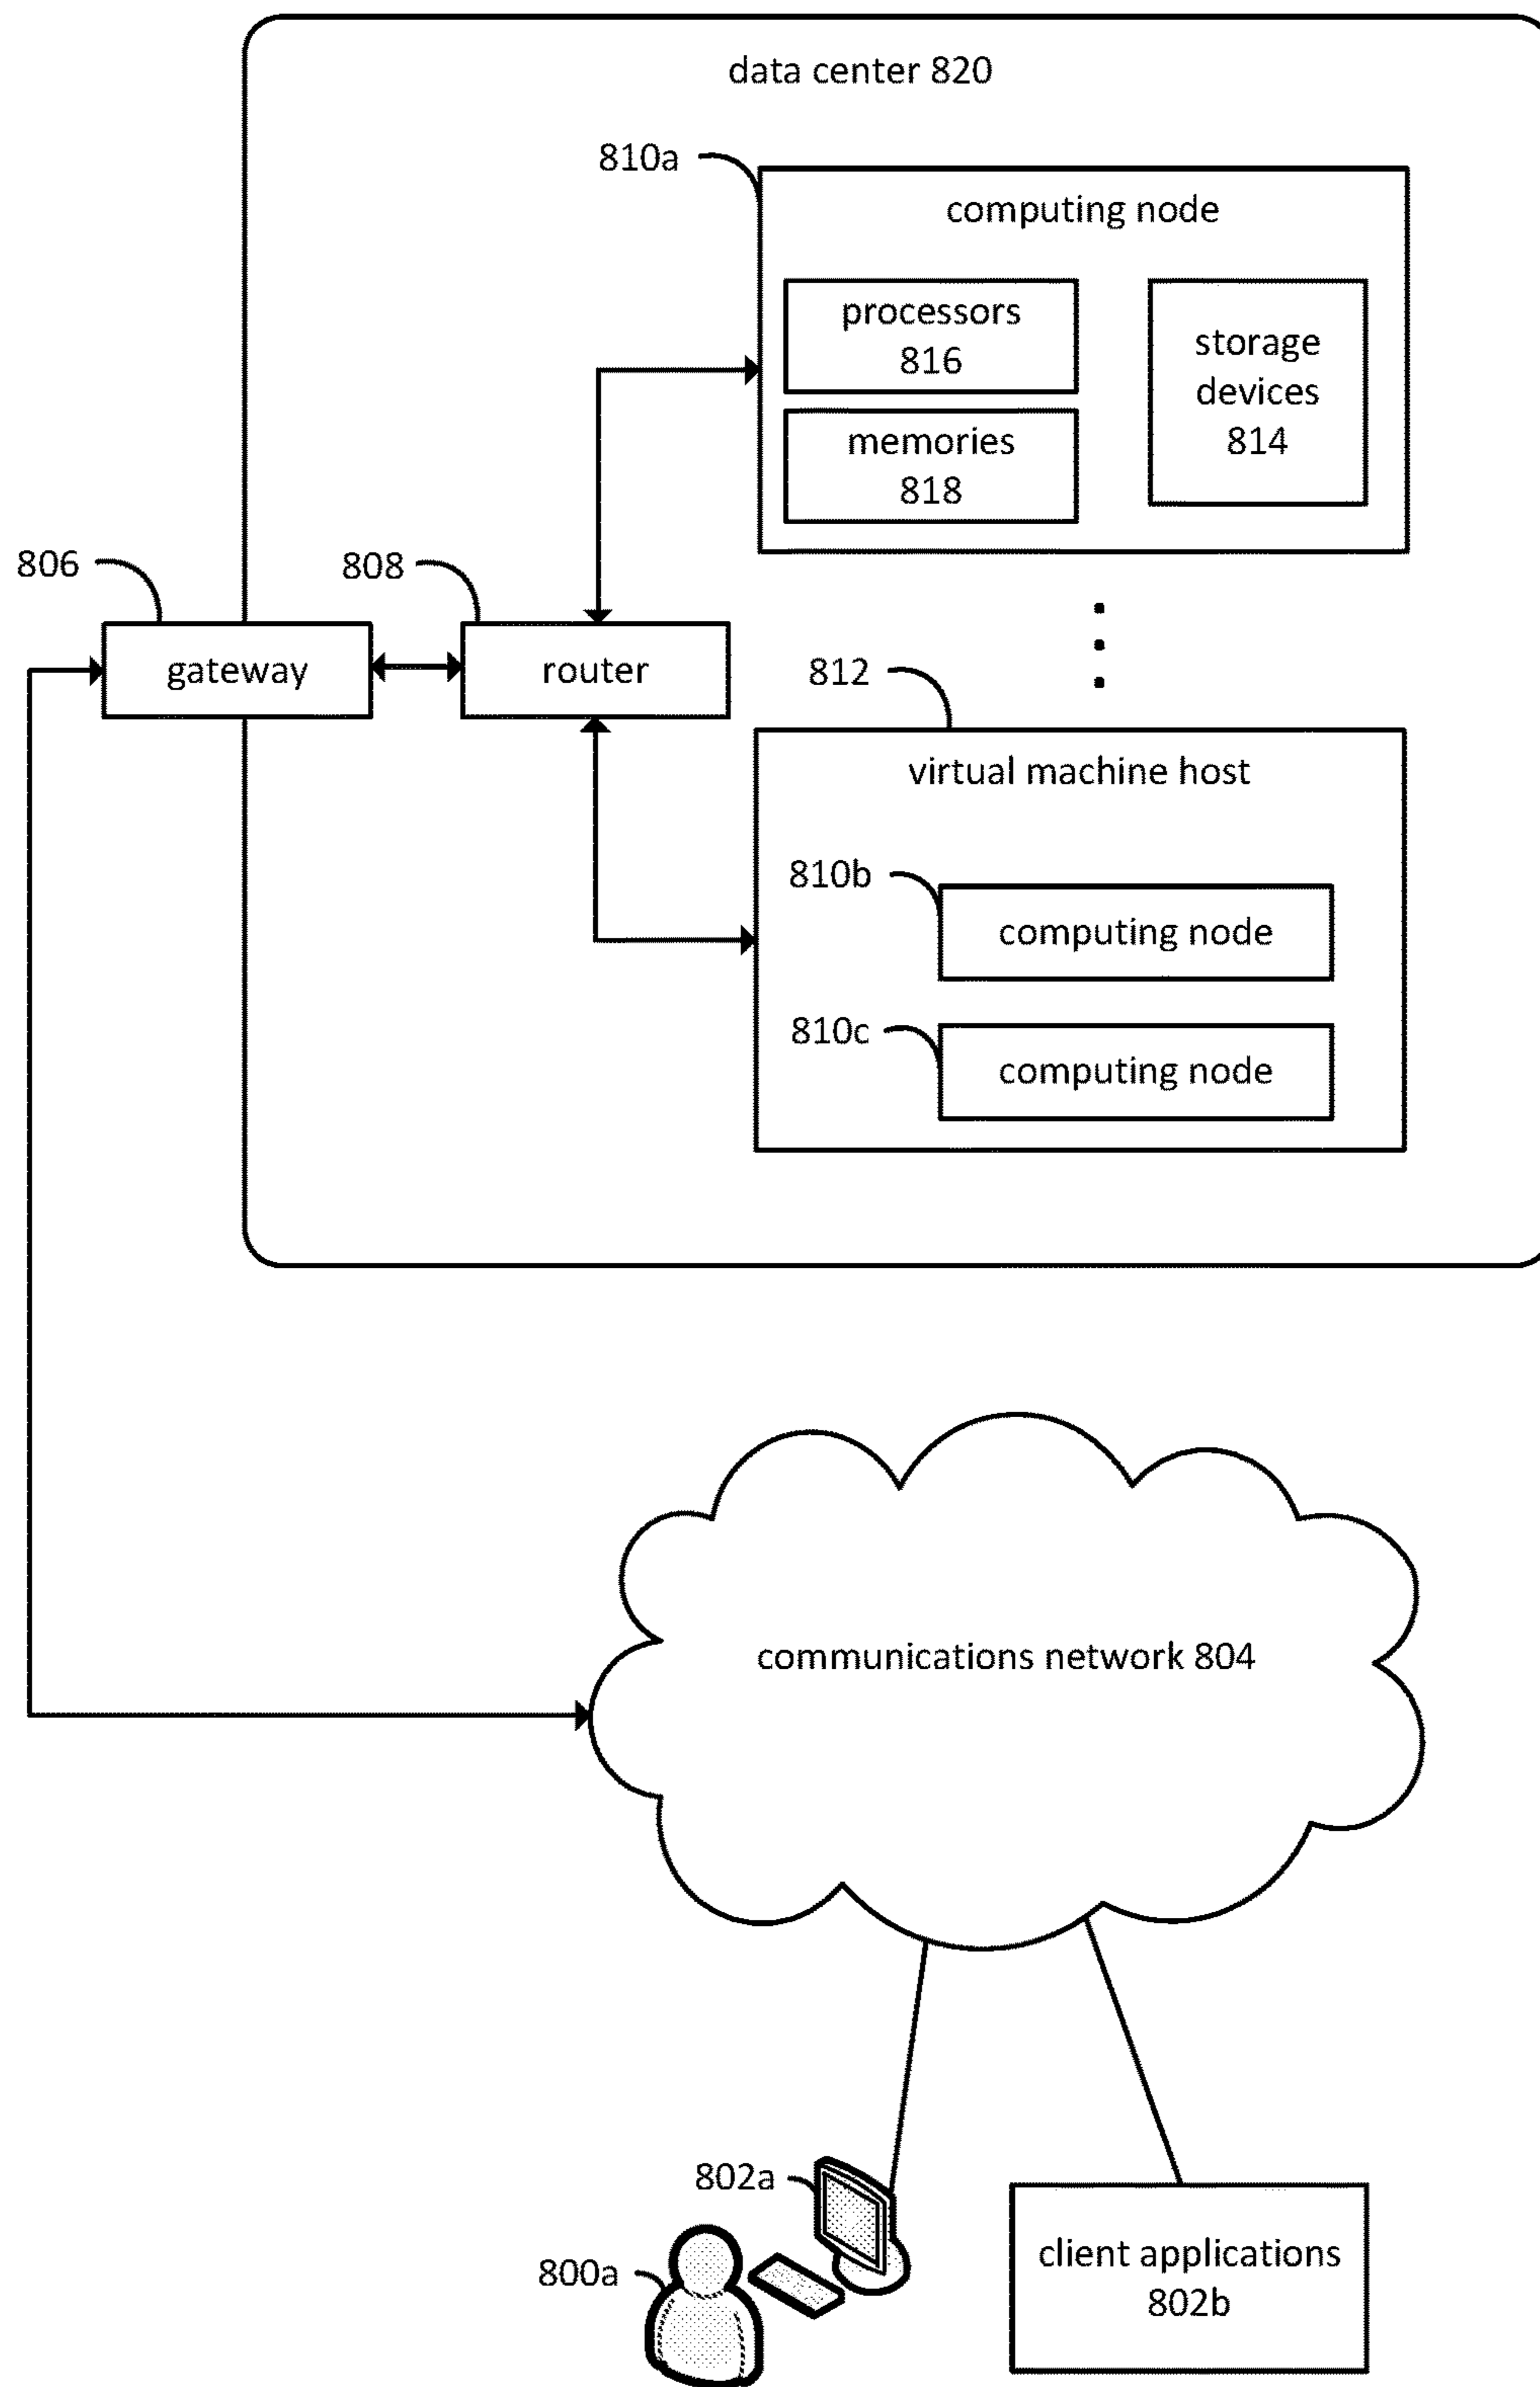 data center 820
810a
computing node
processors
816
storage
devices
814
memories
818
806
808
gateway
router
812
virtual machine host
810b
computing node
810c
computing node
communications network 804
802a
800a
client applications
802b